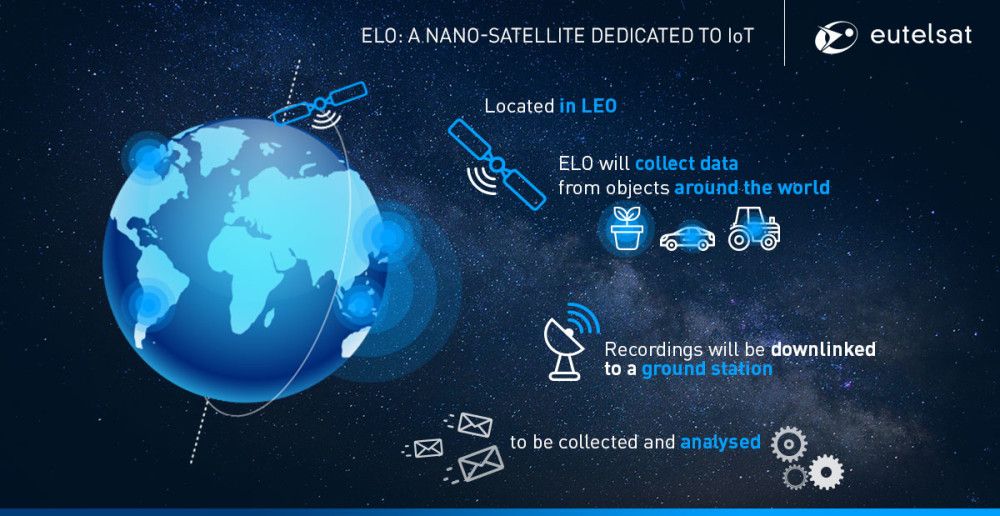 ELO: A NANO-SATELLITE DEDICATED TO IoT
eutelsat
Located in LEO
ELO will collect data
from objects around the world
Recordings will be downlinked
to a ground station
to be collected and analysed